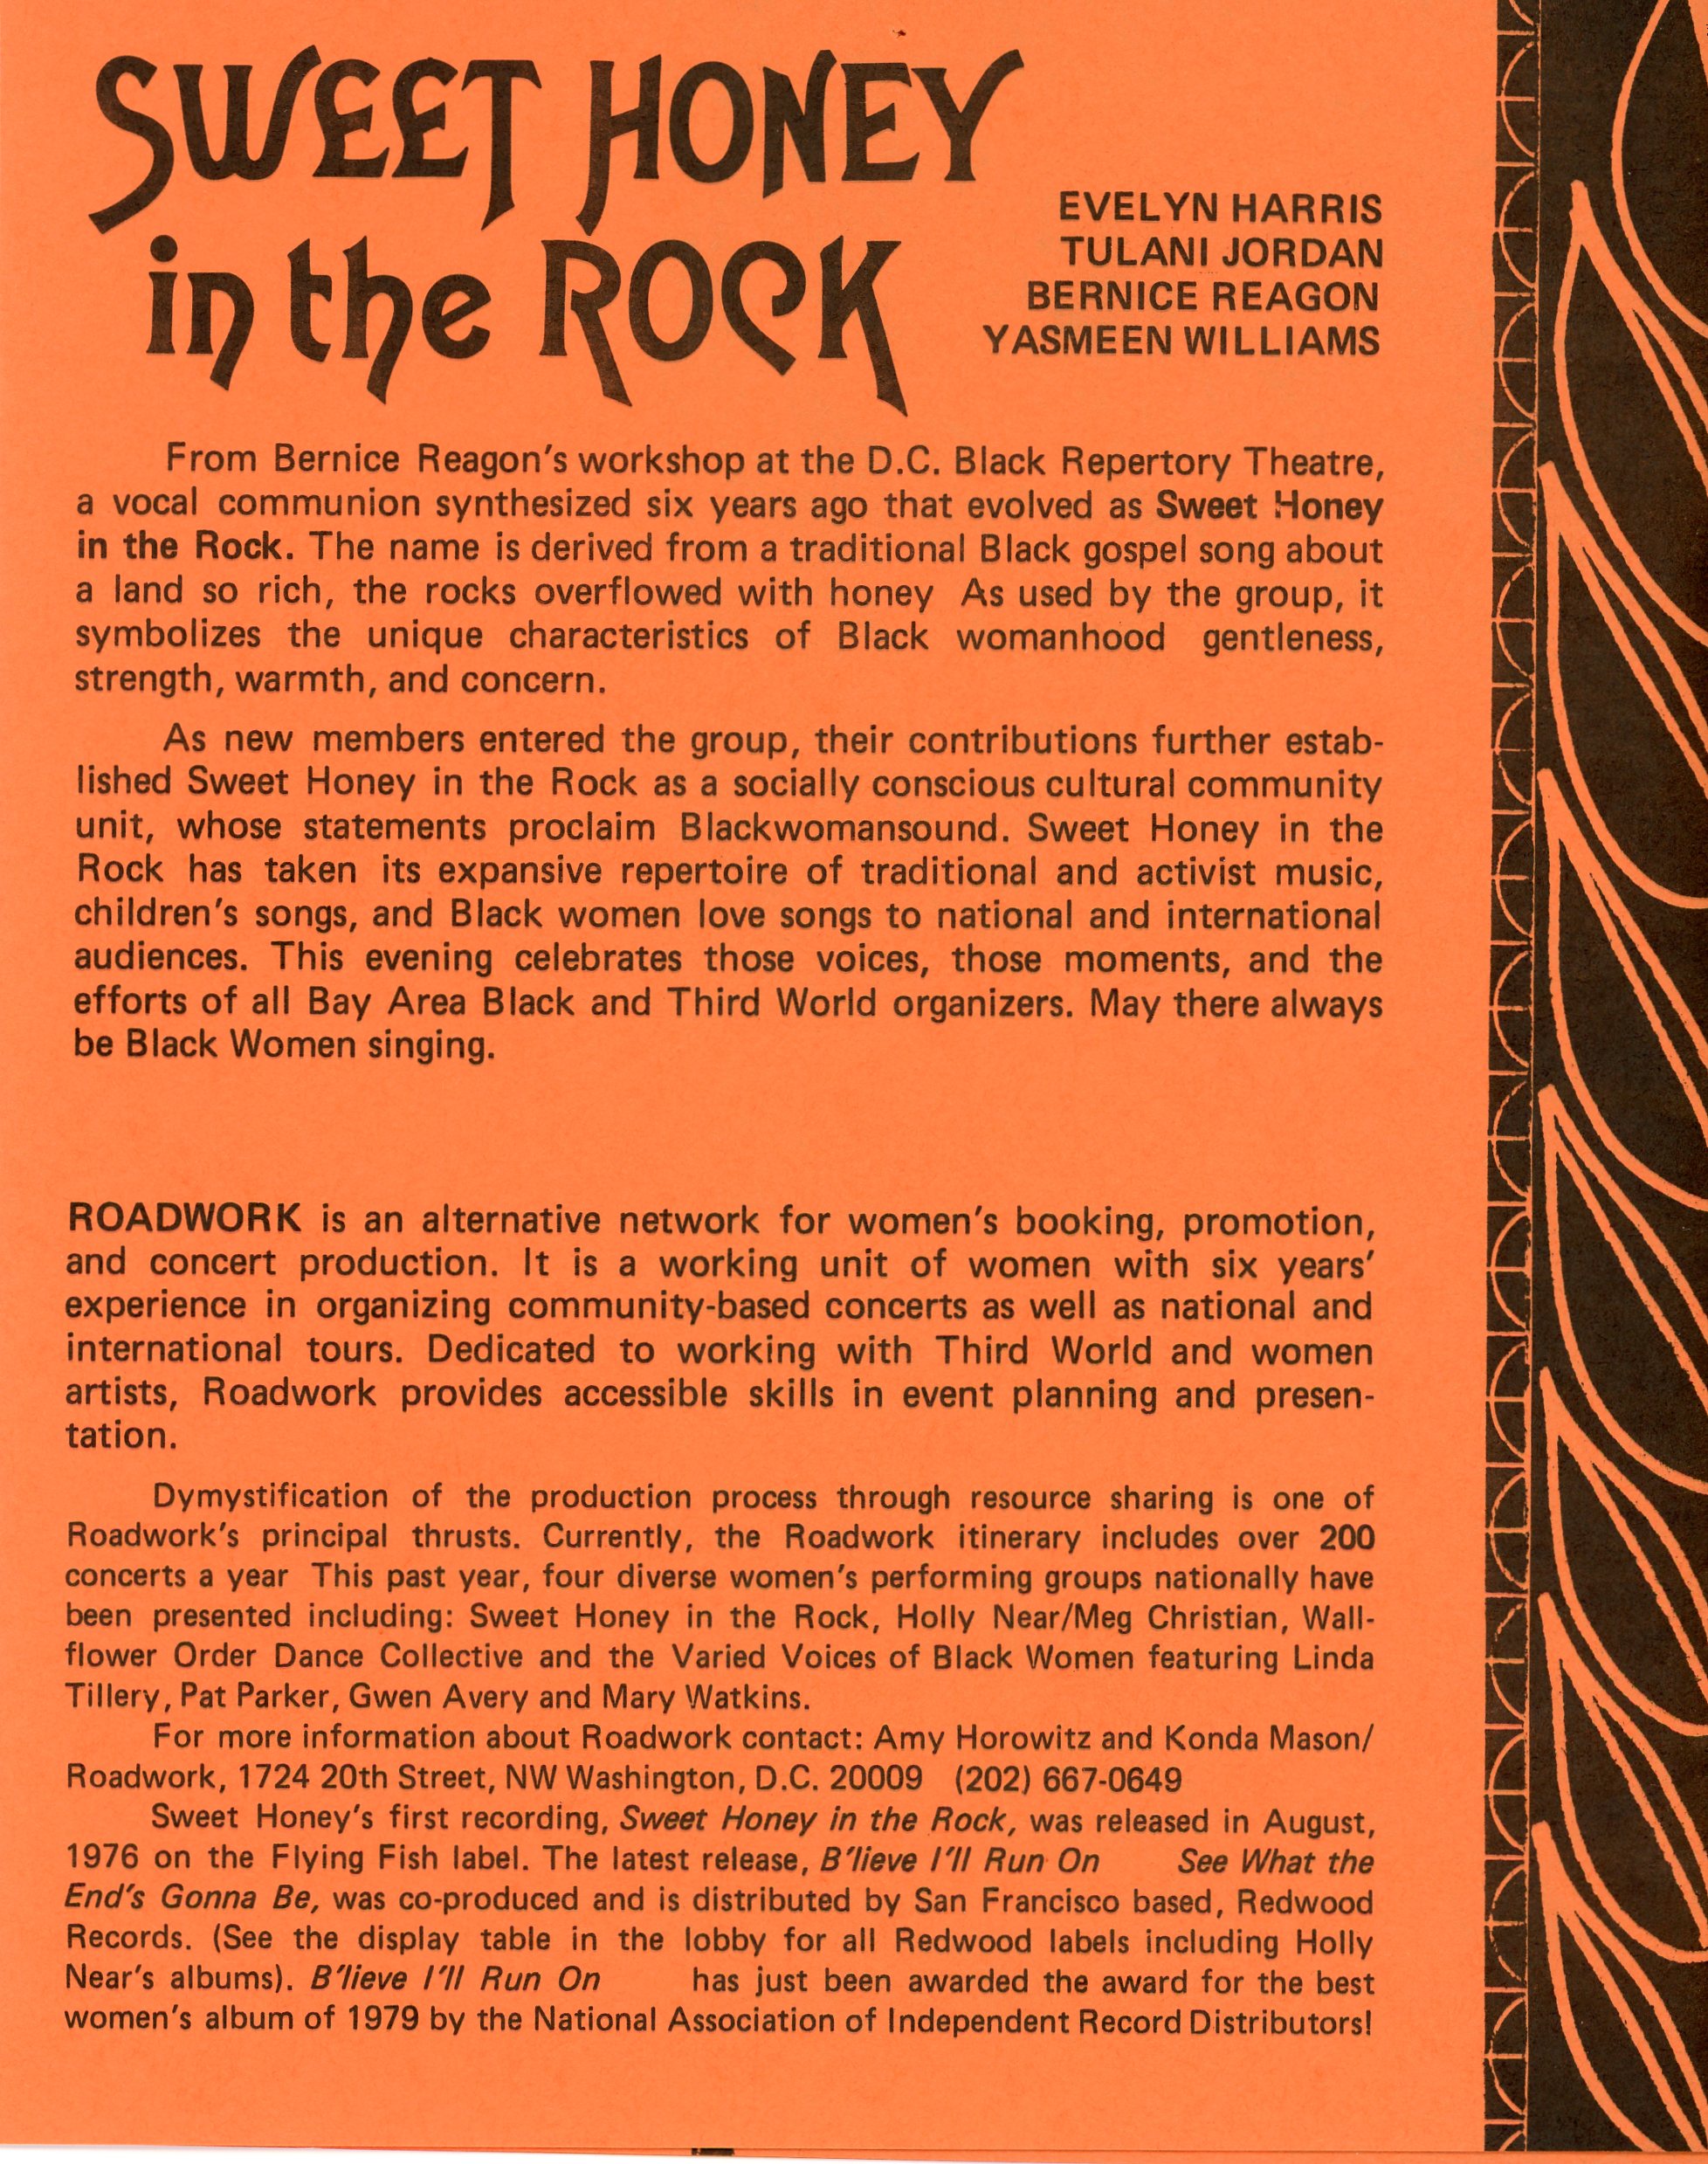 SWEET HONEY
in the ROCK
EVELYN HARRIS
TULANI JORDAN
BERNICE REAGON
YASMEEN WILLIAMS
From Bernice Reagon's workshop at the D.C. Black Repertory Theatre,
a vocal communion synthesized six years ago that evolved as Sweet Honey
in the Rock. The name is derived from a traditional Black gospel song about
a land so rich, the rocks overflowed with honey As used by the group, it
symbolizes the unique characteristics of Black womanhood gentleness,
strength, warmth, and concern.
As new members entered the group, their contributions further estab-
lished Sweet Honey in the Rock as a socially conscious cultural community
unit, whose statements proclaim Blackwomansound. Sweet Honey in the
Rock has taken its expansive repertoire of traditional and activist music,
children's songs, and Black women love songs to national and international
audiences. This evening celebrates those voices, those moments, and the
efforts of all Bay Area Black and Third World organizers. May there always
be Black Women singing.
ROADWORK is an alternative network for women's booking, promotion,
and concert production. It is a working unit of women with six years'
experience in organizing community-based concerts as well as national and
international tours. Dedicated to working with Third World and women
artists, Roadwork provides accessible skills in event planning and presen-
tation.
Dymystification of the production process through resource sharing is one of
Roadwork's principal thrusts. Currently, the Roadwork itinerary includes over 200
concerts a year This past year, four diverse women's performing groups nationally have
been presented including: Sweet Honey in the Rock, Holly Near/Meg Christian, Wall-
flower Order Dance Collective and the Varied Voices of Black Women featuring Linda
Tillery, Pat Parker, Gwen Avery and Mary Watkins.
For more information about Roadwork contact: Amy Horowitz and Konda Mason/
Roadwork, 1724 20th Street, NW Washington, D.C. 20009 (202) 667-0649
Sweet Honey's first recording, Sweet Honey in the Rock, was released in August,
1976 on the Flying Fish label. The latest release, B'lieve I'll Run On See What the
End's Gonna Be, was co-produced and is distributed by San Francisco based, Redwood
Records. (See the display table in the lobby for all Redwood labels including Holly
Near's albums). B'lieve I'll Run On has just been awarded the award for the best
women's album of 1979 by the National Association of Independent Record Distributors!